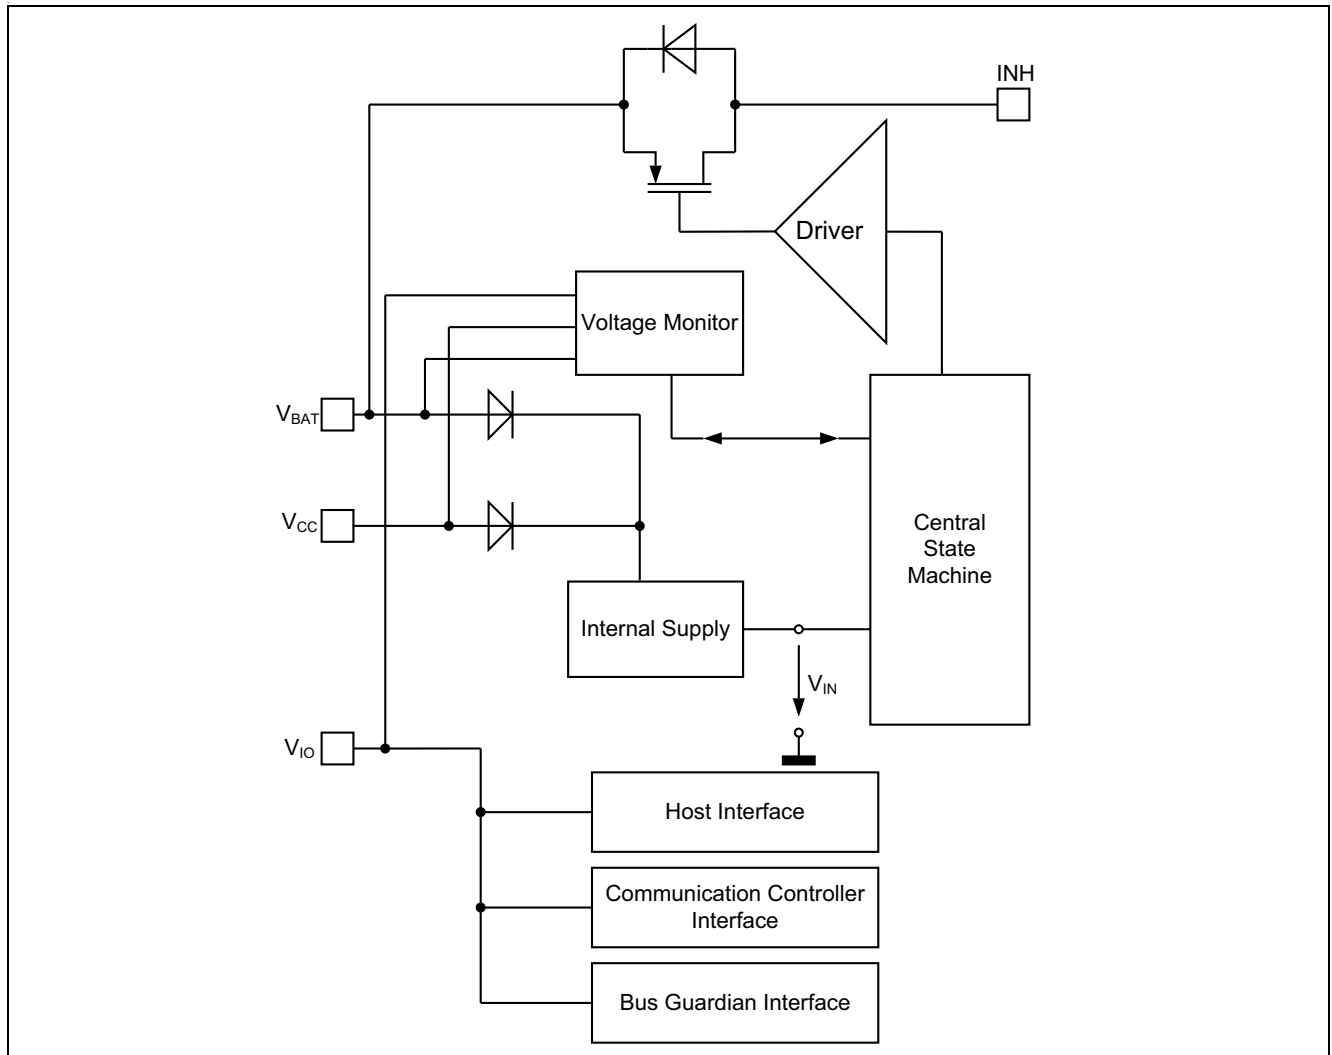 INH
Driver
Voltage Monitor
VBAT
VCC
Central
State
Machine
Internal Supply
VIN
VIO
Host Interface
Communication Controller
Interface
Bus Guardian Interface